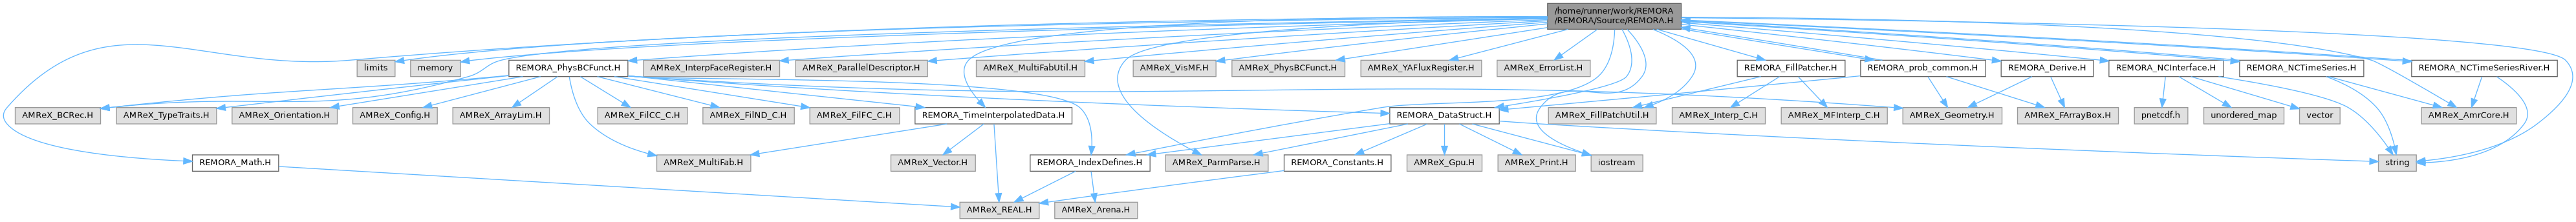 /home/runner/work/REMORA
/REMORA/Source/REMORA.H
limits
memory
REMORA_PhysBCFunct.H
AMReX_InterpFaceRegister.H
AMReX_ParallelDescriptor.H
AMReX_MultiFabUtil.H
AMReX_VisMF.H
AMReX_PhysBCFunct.H
AMReX_YAFluxRegister.H
AMReX_ErrorList.H
REMORA_FillPatcher.H
REMORA_prob_common.H
REMORA_Derive.H
REMORA_NCInterface.H
REMORA_NCTimeSeries.H
REMORA_NCTimeSeriesRiver.H
AMReX_BCRec.H
AMReX_TypeTraits.H
AMReX_Orientation.H
AMReX_Config.H
AMReX_ArrayLim.H
AMReX_FilCC_C.H
AMReX_FilND_C.H
AMReX_FilFC_C.H
REMORA_TimeInterpolatedData.H
REMORA_DataStruct.H
AMReX_FillPatchUtil.H
AMReX_Interp_C.H
AMReX_MFInterp_C.H
AMReX_Geometry.H
AMReX_FArrayBox.H
pnetcdf.h
unordered_map
vector
AMReX_AmrCore.H
REMORA_Math.H
AMReX_MultiFab.H
AMReX_Vector.H
REMORA_IndexDefines.H
AMReX_ParmParse.H
REMORA_Constants.H
AMReX_Gpu.H
AMReX_Print.H
iostream
string
AMReX_REAL.H
AMReX_Arena.H